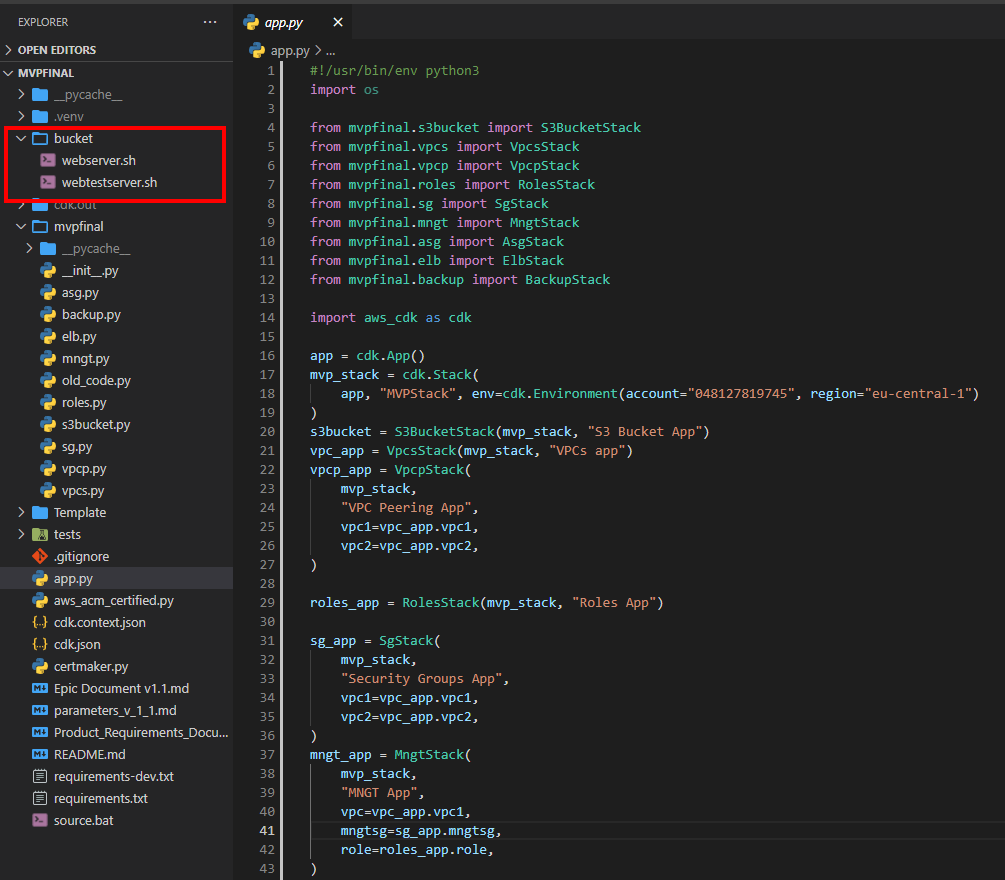 EXPLORER
OPEN EDITORS
MVPFINAL
__pycache__
.venv
bucket
webserver.sh
webtestserver.sh
cdk.out
mvpfinal
__pycache__
__init__.py
asg.py
backup.py
elb.py
mngt.py
old_code.py
roles.py
s3bucket.py
sg.py
vpcp.py
vpcs.py
Template
tests
.gitignore
app.py
aws_acm_certified.py
cdk.context.json
cdk.json
certmaker.py
Epic Document v1.1.md
parameters_v_1_1.md
Product_Requirements_Docu...
README.md
requirements-dev.txt
requirements.txt
source.bat
app.py
app.py > ...
1 #!/usr/bin/env python3
2 import os
3
4 from mvpfinal.s3bucket import S3BucketStack
5 from mvpfinal.vpcs import VpcsStack
6 from mvpfinal.vpcp import VpcpStack
7 from mvpfinal.roles import RolesStack
8 from mvpfinal.sg import SgStack
9 from mvpfinal.mngt import MngtStack
10 from mvpfinal.asg import AsgStack
11 from mvpfinal.elb import ElbStack
12 from mvpfinal.backup import BackupStack
13
14 import aws_cdk as cdk
15
16 app = cdk.App()
17 mvp_stack = cdk.Stack(
18 app, "MVPStack", env=cdk.Environment(account="048127819745", region="eu-central-1")
19 )
20 s3bucket = S3BucketStack(mvp_stack, "S3 Bucket App")
21 vpc_app = VpcsStack(mvp_stack, "VPCs app")
22 vpcp_app = VpcpStack(
23 mvp_stack,
24 "VPC Peering App",
25 vpc1=vpc_app.vpc1,
26 vpc2=vpc_app.vpc2,
27 )
28
29 roles_app = RolesStack(mvp_stack, "Roles App")
30
31 sg_app = SgStack(
32 mvp_stack,
33 "Security Groups App",
34 vpc1=vpc_app.vpc1,
35 vpc2=vpc_app.vpc2,
36 )
37 mngt_app = MngtStack(
38 mvp_stack,
39 "MNGT App",
40 vpc=vpc_app.vpc1,
41 mngtsg=sg_app.mngtsg,
42 role=roles_app.role,
43 )